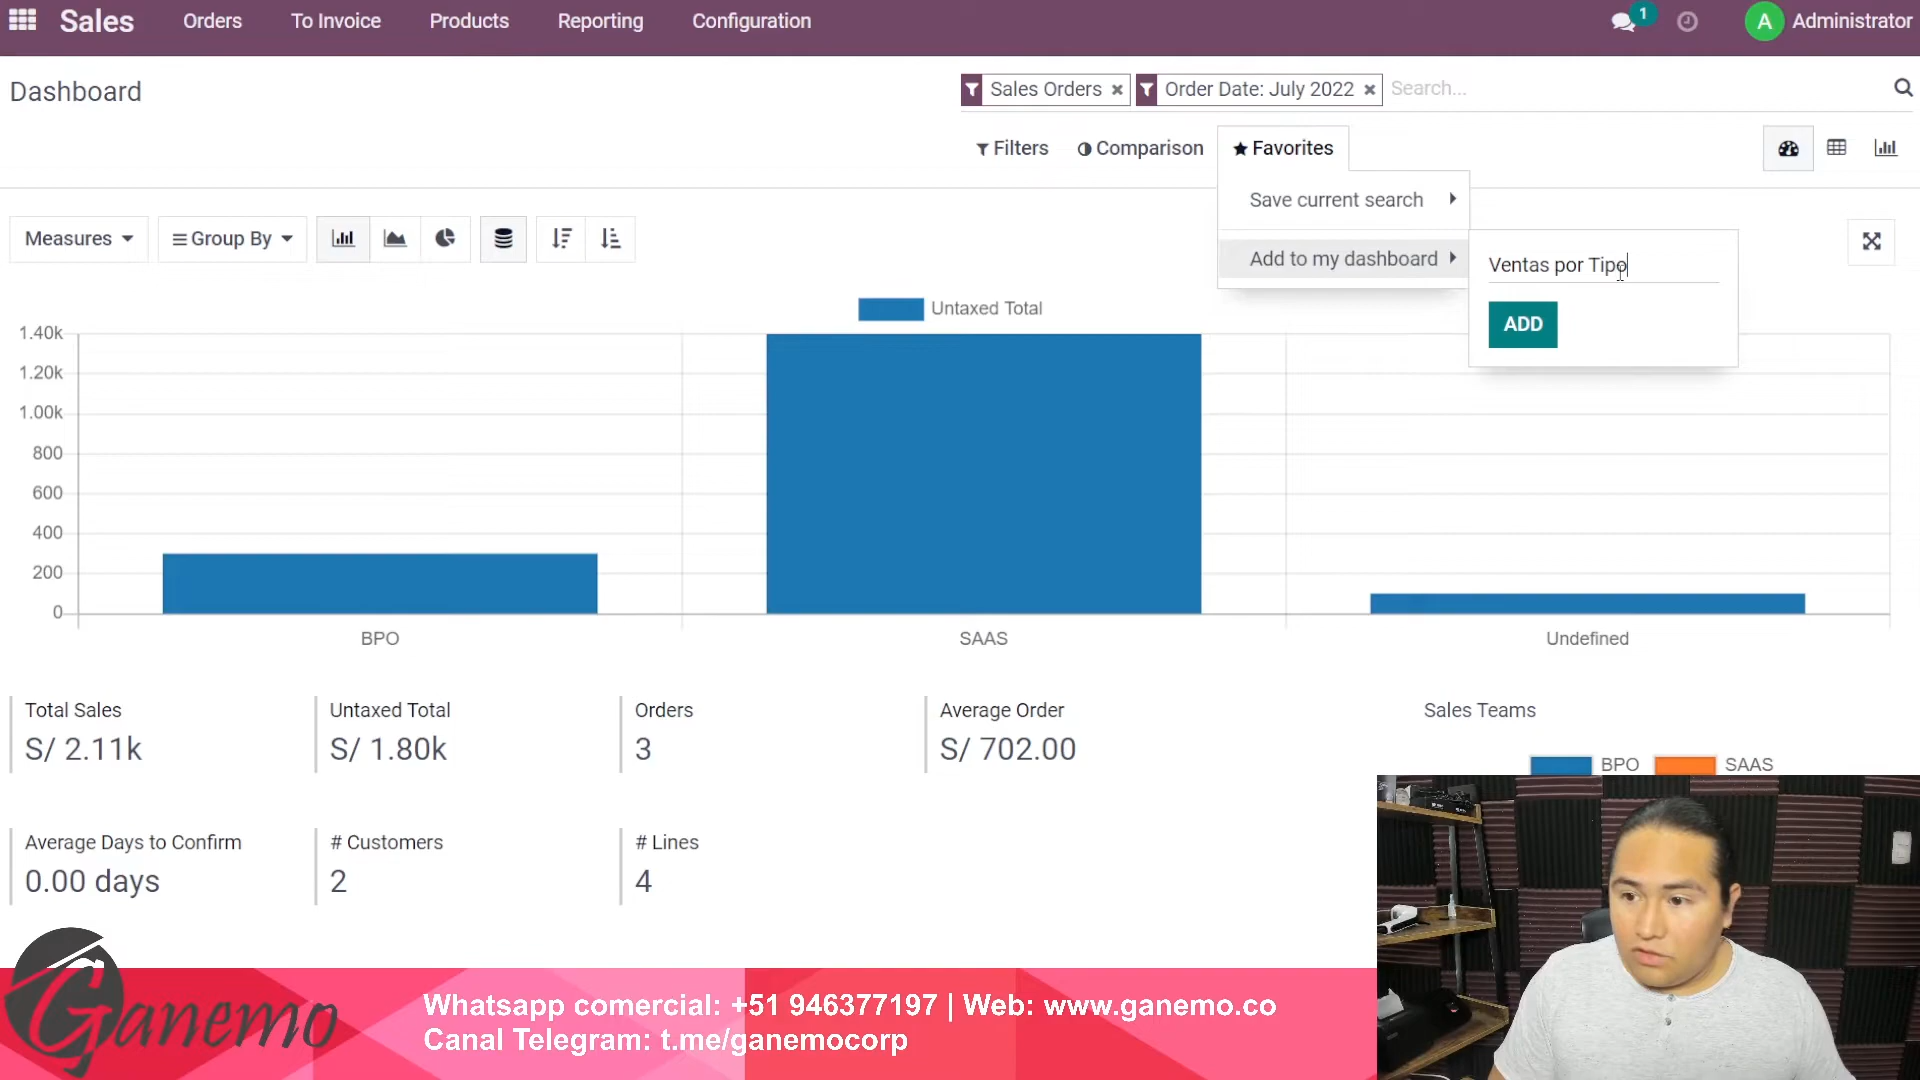 Sales
Orders
To Invoice
Products
Reporting
Configuration
1
A
Administrator
Dashboard
Sales Orders ×
Order Date: July 2022 ×
Search...
Filters
Comparison
Favorites
Save current search
Add to my dashboard
Ventas por Tipo
ADD
Measures
Group By
Untaxed Total
1.40k
1.20k
1.00k
800
600
400
200
0
BPO
SAAS
Undefined
Total Sales
S/ 2.11k
Untaxed Total
S/ 1.80k
Orders
3
Average Order
S/ 702.00
Sales Teams
BPO
SAAS
Average Days to Confirm
0.00 days
# Customers
2
# Lines
4
Ganemo
Whatsapp comercial: +51 946377197 | Web: www.ganemo.co
Canal Telegram: t.me/ganemocorp